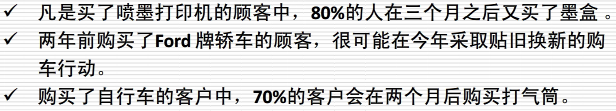 ✓ 凡是买了喷墨打印机的顾客中，80%的人在三个月之后又买了墨盒 。
✓ 两年前购买了Ford 牌轿车的顾客，很可能在今年采取贴旧换新的购
车行动。
✓ 购买了自行车的客户中，70%的客户会在两个月后购买打气筒。